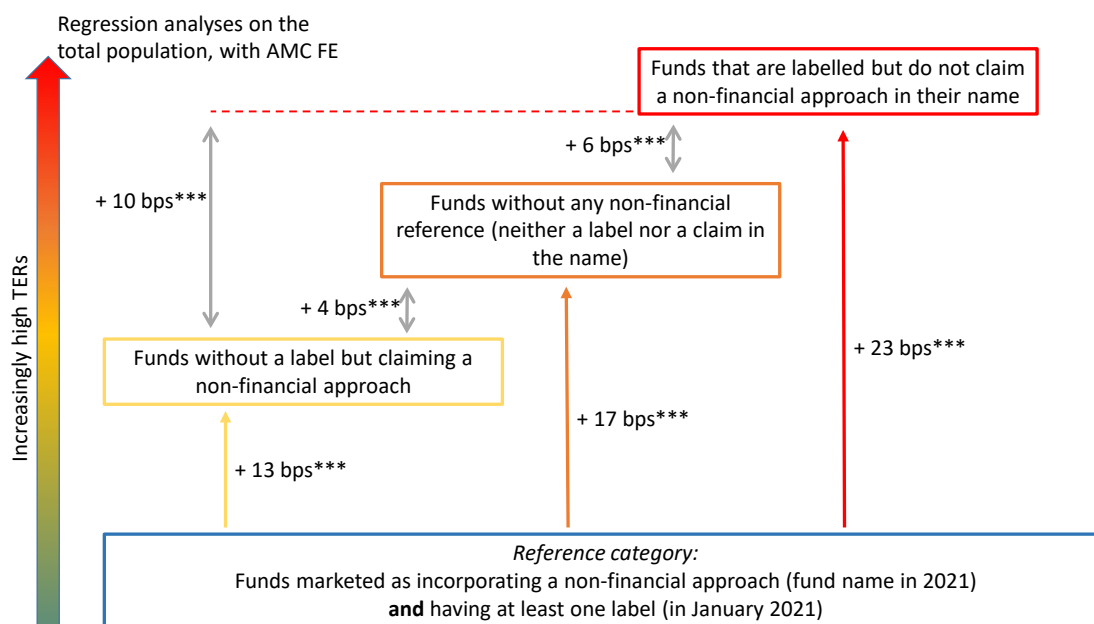 Regression analyses on the
total population, with AMC FE
Funds that are labelled but do not claim
a non-financial approach in their name
+ 6 bps***
+ 10 bps***
Funds without any non-financial
reference (neither a label nor a claim in
the name)
+ 4 bps***
Funds without a label but claiming a
non-financial approach
+ 23 bps***
+ 17 bps***
+ 13 bps***
Increasingly high TERs
Reference category:
Funds marketed as incorporating a non-financial approach (fund name in 2021)
and having at least one label (in January 2021)